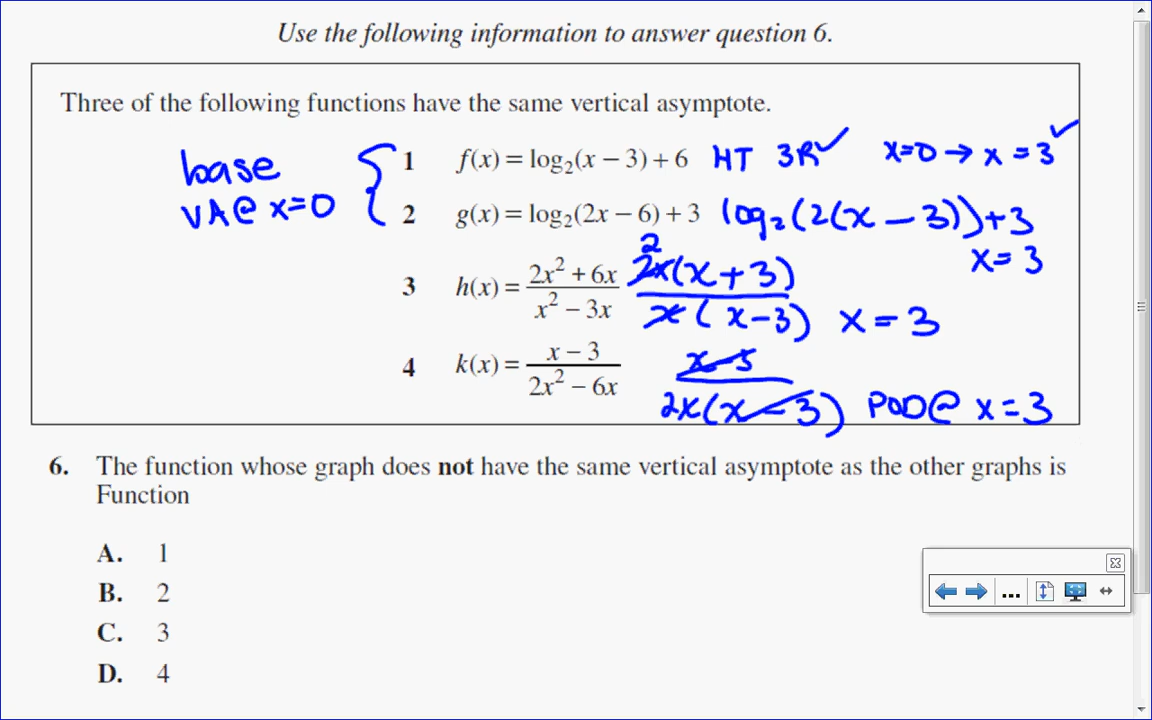 Use the following information to answer question 6.
Three of the following functions have the same vertical asymptote.
base
VA@ x=0
1 f(x) = log₂(x − 3) + 6 HT 3R✓ x=0 → x = 3 ✓
2 g(x) = log₂(2x − 6) + 3 log₂(2(x − 3))+3
x = 3
3 h(x) = (2x² + 6x)/(x² − 3x) 2 2x(x+3)/x(x−3) x = 3
4 k(x) = (x − 3)/(2x² − 6x) x−3/2x(x−3) POD@ x=3
6. The function whose graph does not have the same vertical asymptote as the other graphs is
Function
A. 1
B. 2
C. 3
D. 4
...